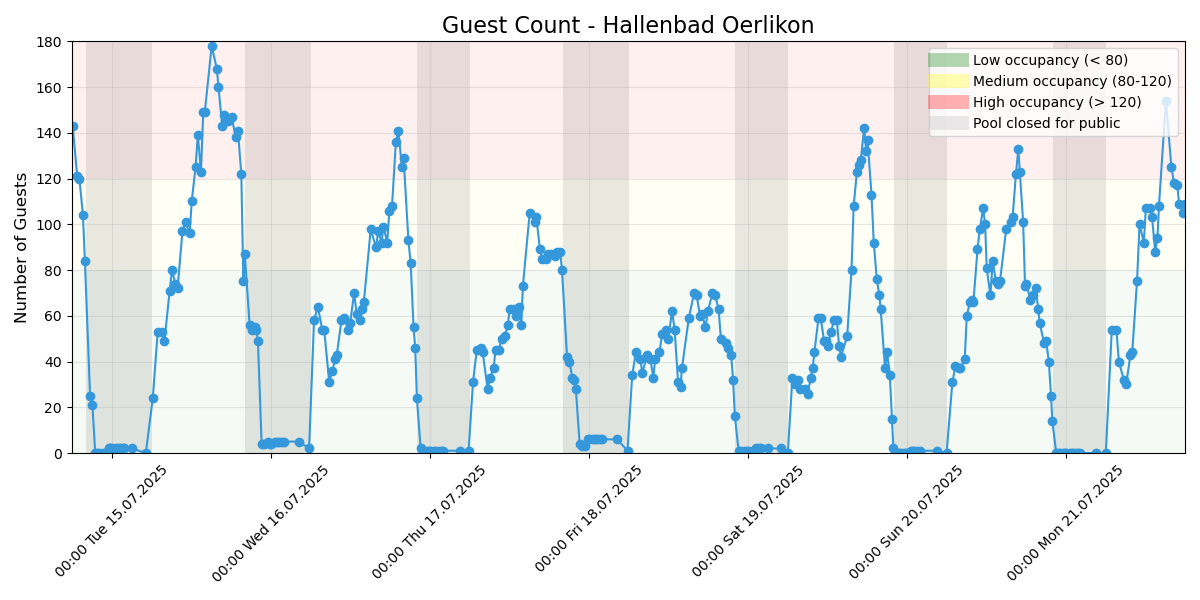 Guest Count - Hallenbad Oerlikon
Number of Guests
180
160
140
120
100
80
60
40
20
0
Low occupancy (< 80)
Medium occupancy (80-120)
High occupancy (> 120)
Pool closed for public
00:00 Tue 15.07.2025
00:00 Wed 16.07.2025
00:00 Thu 17.07.2025
00:00 Fri 18.07.2025
00:00 Sat 19.07.2025
00:00 Sun 20.07.2025
00:00 Mon 21.07.2025